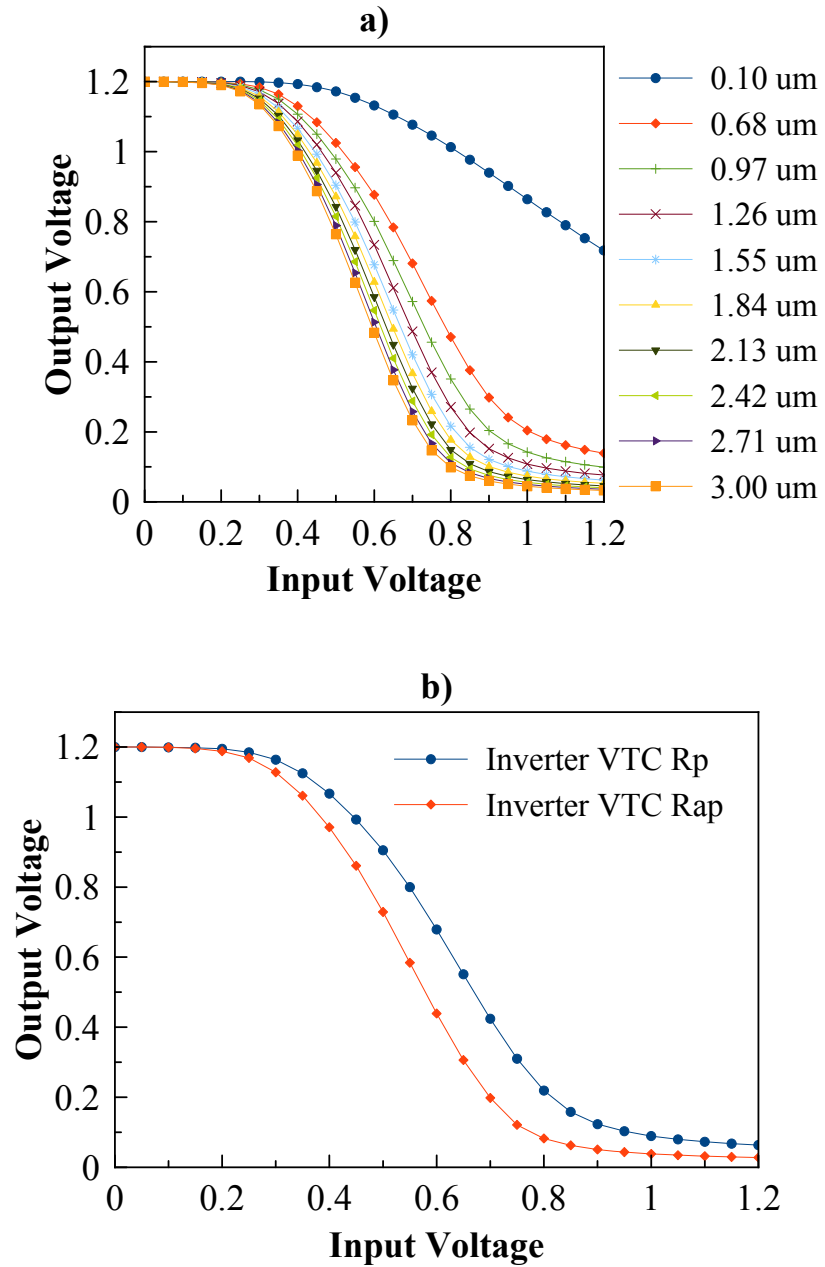 a)
Output Voltage
1.2
1
0.8
0.6
0.4
0.2
0
0 0.2 0.4 0.6 0.8 1 1.2
Input Voltage
0.10 um
0.68 um
0.97 um
1.26 um
1.55 um
1.84 um
2.13 um
2.42 um
2.71 um
3.00 um
b)
Output Voltage
1.2
1
0.8
0.6
0.4
0.2
0
0 0.2 0.4 0.6 0.8 1 1.2
Input Voltage
Inverter VTC Rp
Inverter VTC Rap